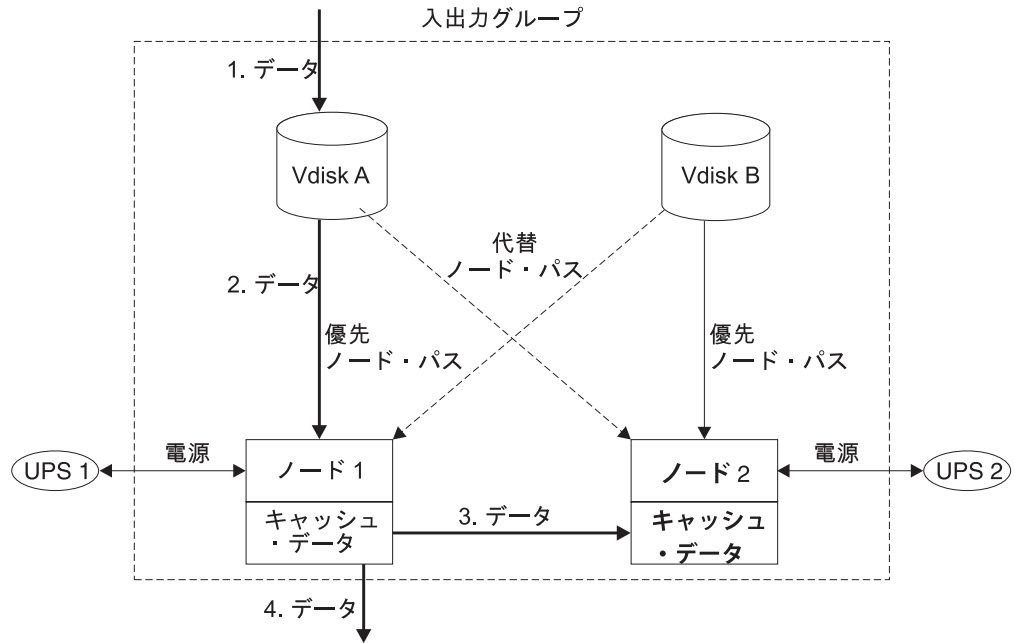 入出力グループ
1. データ
Vdisk A
Vdisk B
代替
ノード・パス
2. データ
優先
ノード・パス
優先
ノード・パス
UPS 1
電源
ノード 1
ノード 2
電源
UPS 2
キャッシュ
・データ
3. データ
キャッシュ
・データ
4. データ